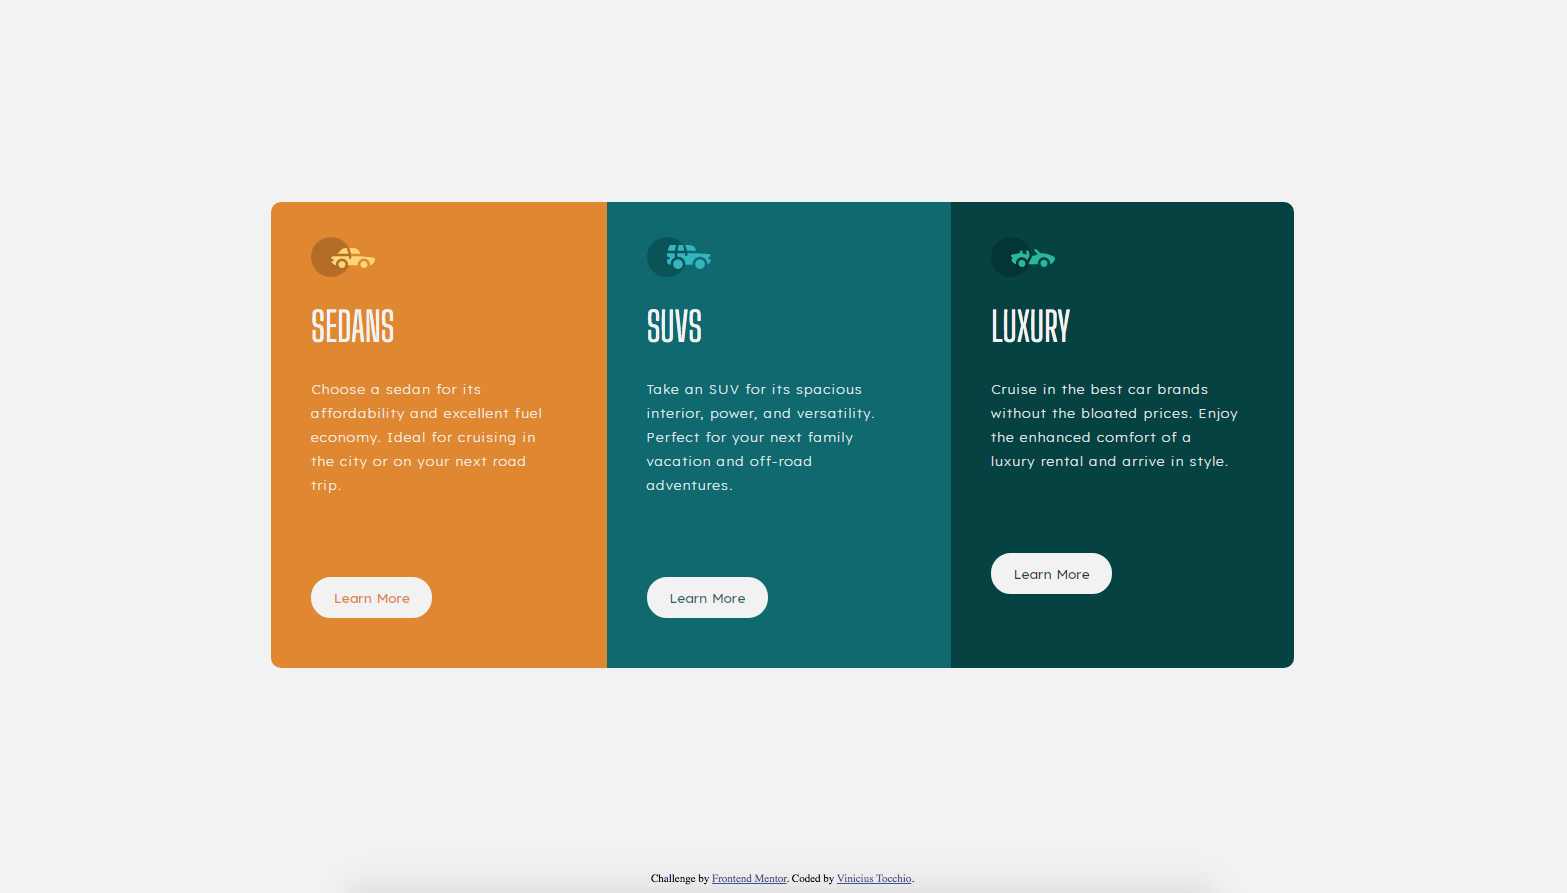 SEDANS
Choose a sedan for its
affordability and excellent fuel
economy. Ideal for cruising in
the city or on your next road
trip.
Learn More
SUVS
Take an SUV for its spacious
interior, power, and versatility.
Perfect for your next family
vacation and off-road
adventures.
Learn More
LUXURY
Cruise in the best car brands
without the bloated prices. Enjoy
the enhanced comfort of a
luxury rental and arrive in style.
Learn More
Challenge by Frontend Mentor. Coded by Vinicius Tocchio.